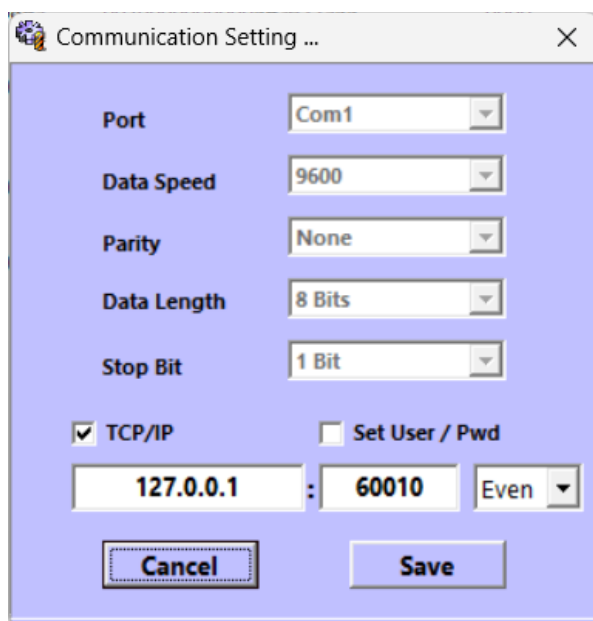 Communication Setting ...
Port Com1
Data Speed 9600
Parity None
Data Length 8 Bits
Stop Bit 1 Bit
TCP/IP Set User / Pwd
127.0.0.1 : 60010 Even
Cancel Save